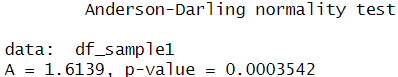 Anderson-Darling normality test
data:  df_sample1
A = 1.6139, p-value = 0.0003542